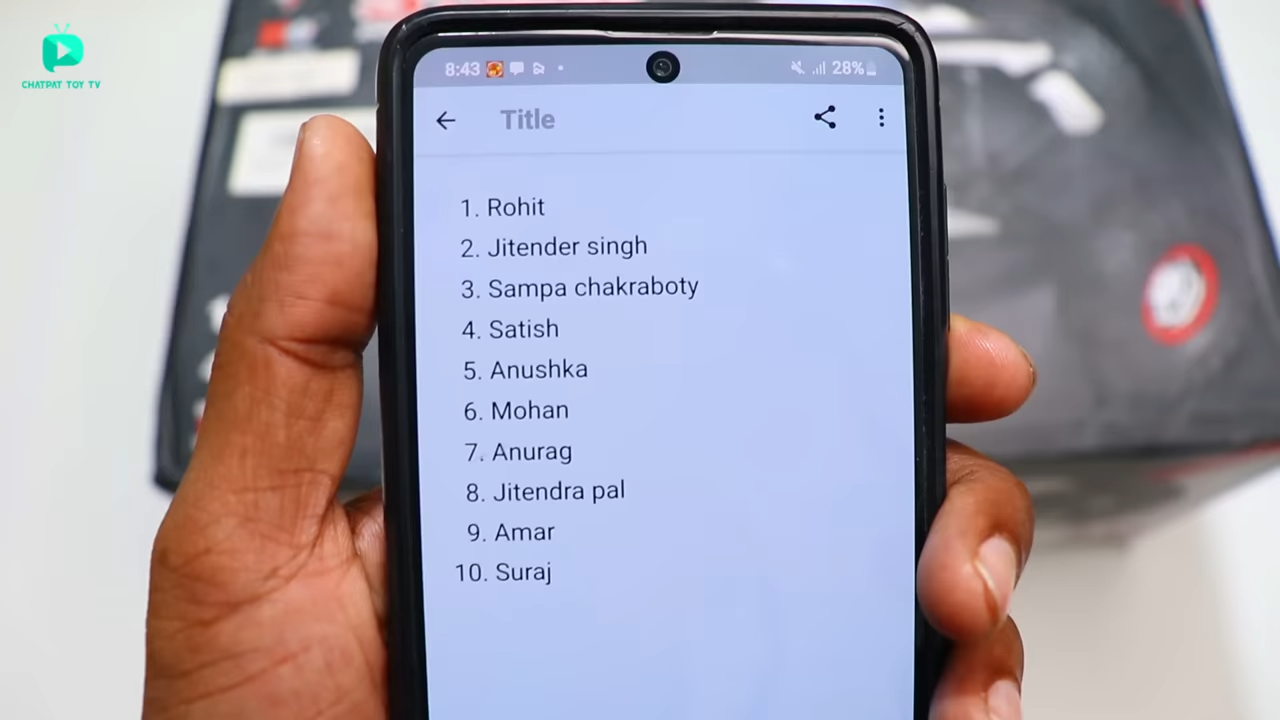 CHATPAT TOY TV
8:43 28%
Title
1. Rohit
2. Jitender singh
3. Sampa chakraboty
4. Satish
5. Anushka
6. Mohan
7. Anurag
8. Jitendra pal
9. Amar
10. Suraj